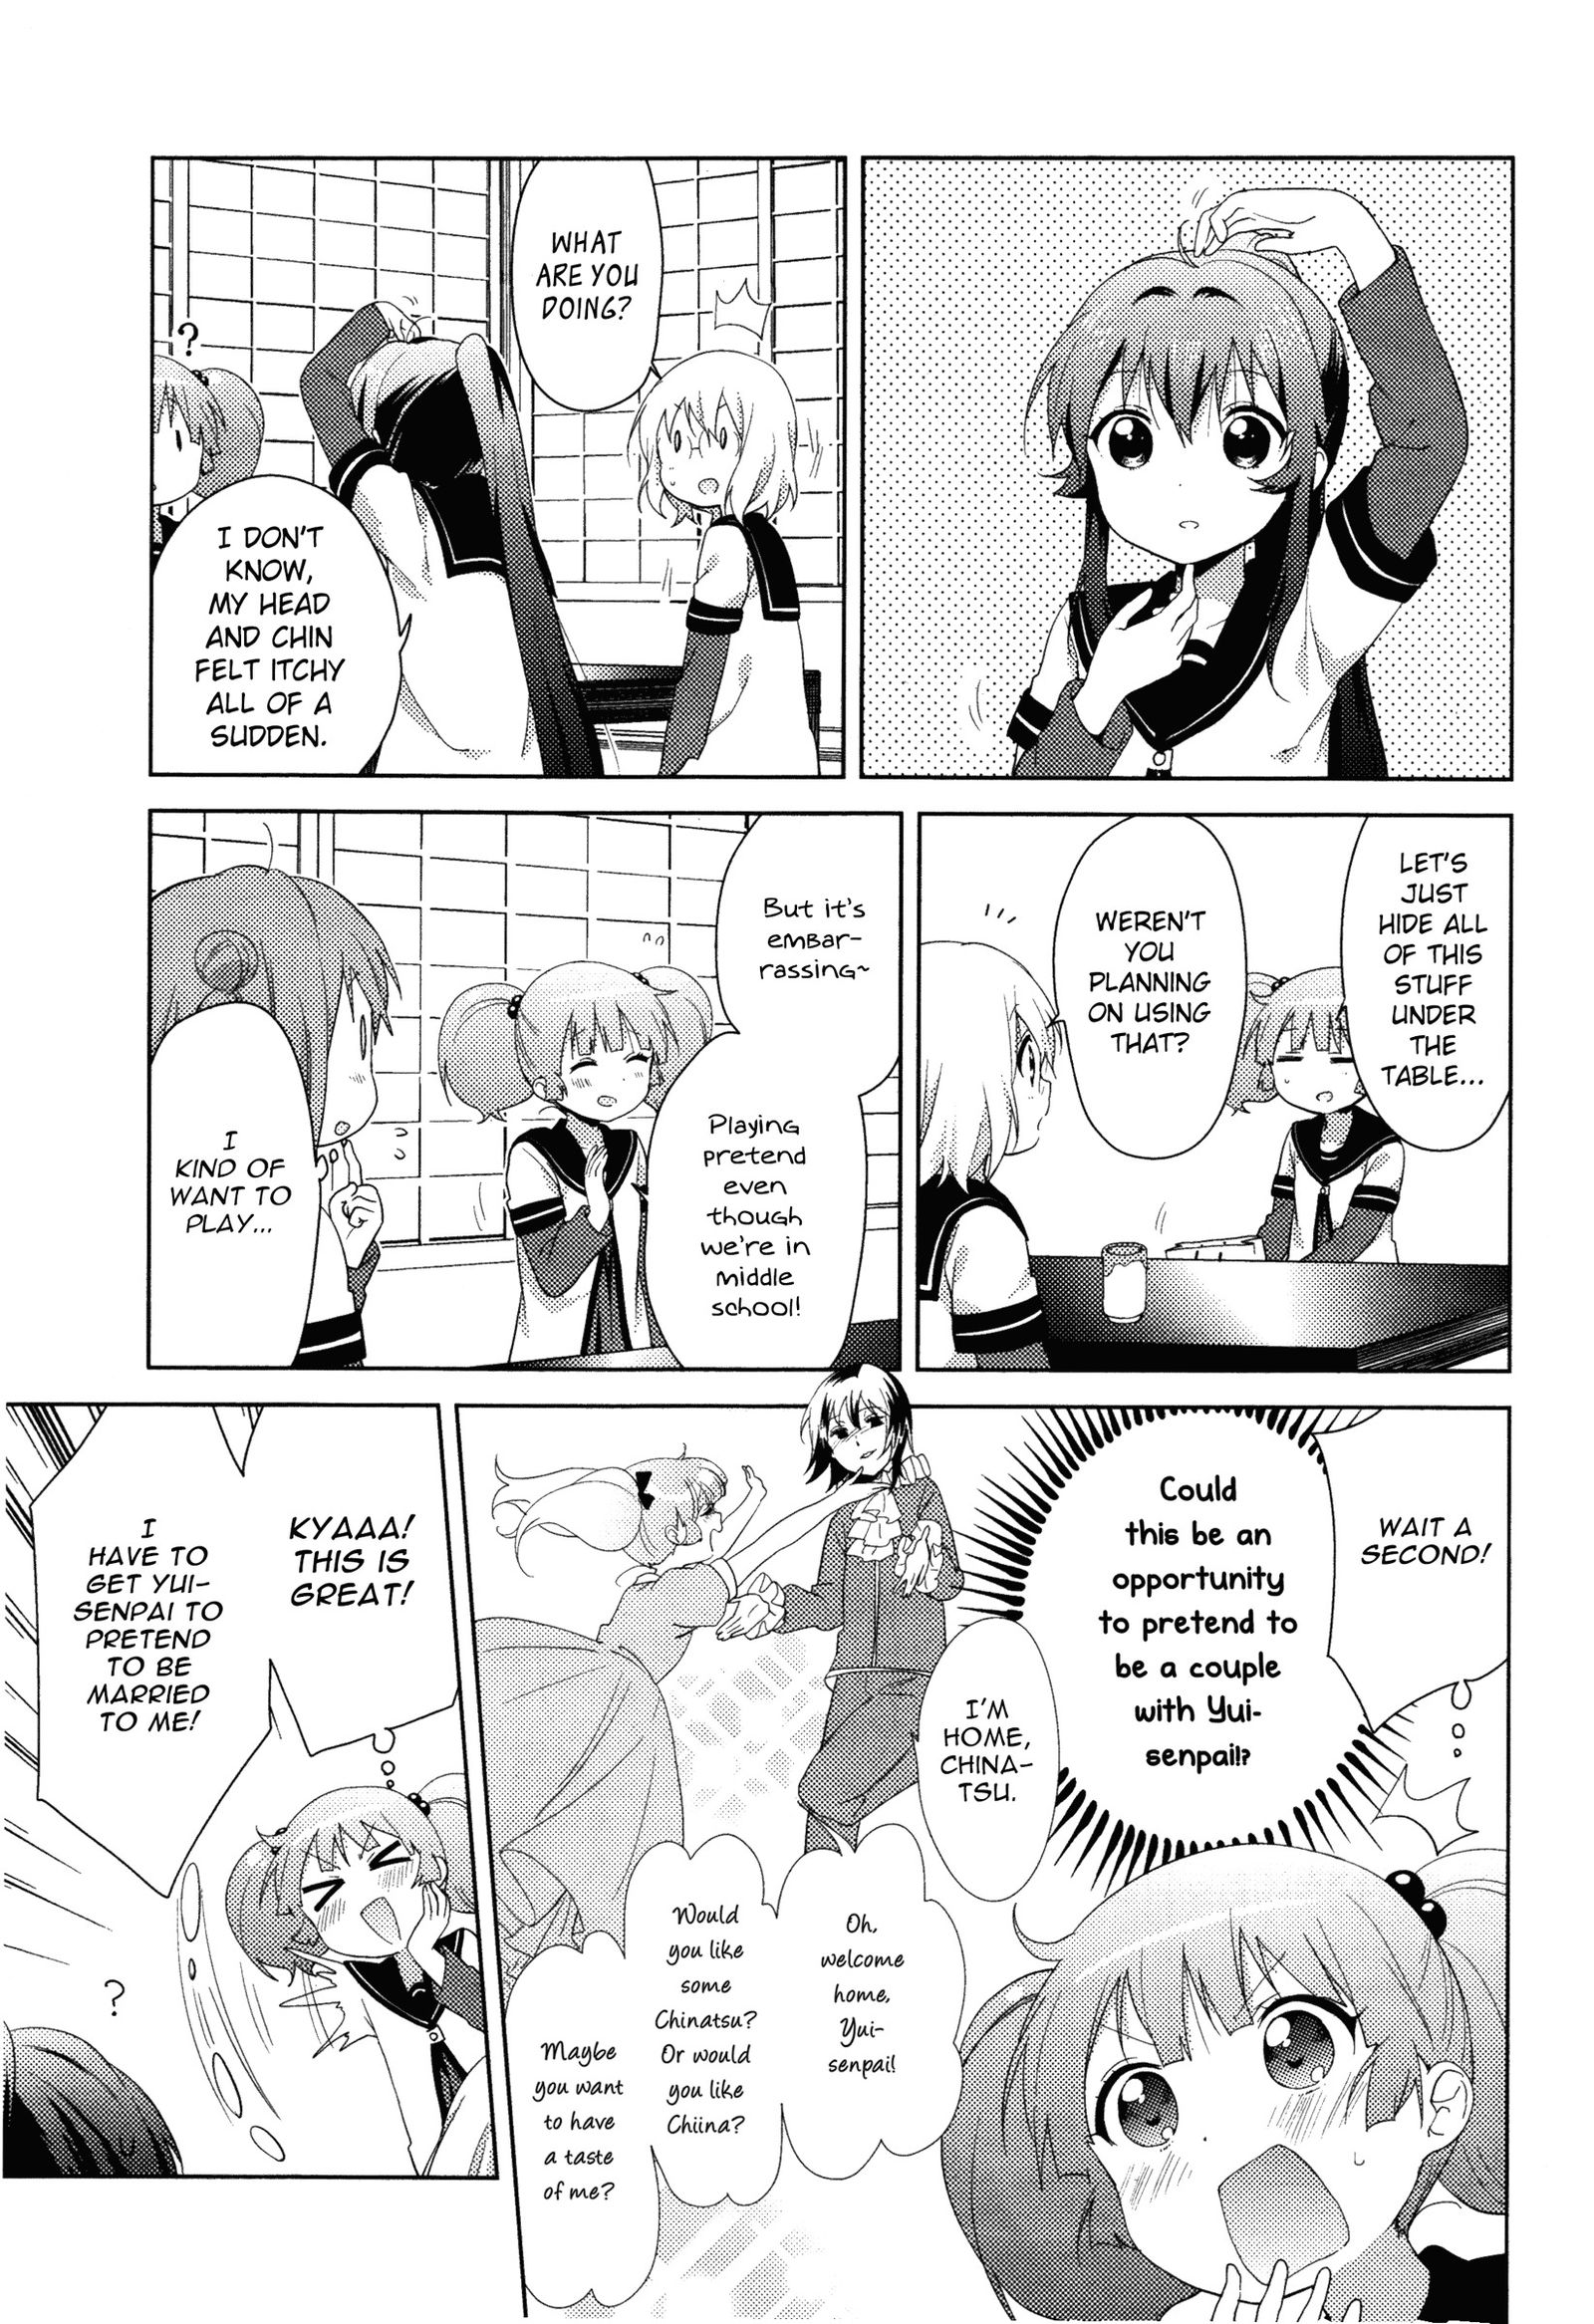 WHAT
ARE YOU
DOING?
?
I DON'T
KNOW,
MY HEAD
AND CHIN
FELT ITCHY
ALL OF A
SUDDEN.
LET'S
JUST
HIDE ALL
OF THIS
STUFF
UNDER
THE
TABLE...
WEREN'T
YOU
PLANNING
ON USING
THAT?
But it's
embar-
rassing~
Playing
pretend
even
though
we're in
middle
school!
I
KIND OF
WANT TO
PLAY...
WAIT A
SECOND!
Could
this be an
opportunity
to pretend to
be a couple
with Yui-
senpai!?
I'M
HOME,
CHINA-
TSU.
Oh,
welcome
home,
Yui-
senpai!
Would
you like
some
Chinatsu?
Or would
you like
Chiina?
Maybe
you want
to have
a taste
of me?
KYAAA!
THIS IS
GREAT!
I
HAVE TO
GET YUI-
SENPAI TO
PRETEND
TO BE
MARRIED
TO ME!
?